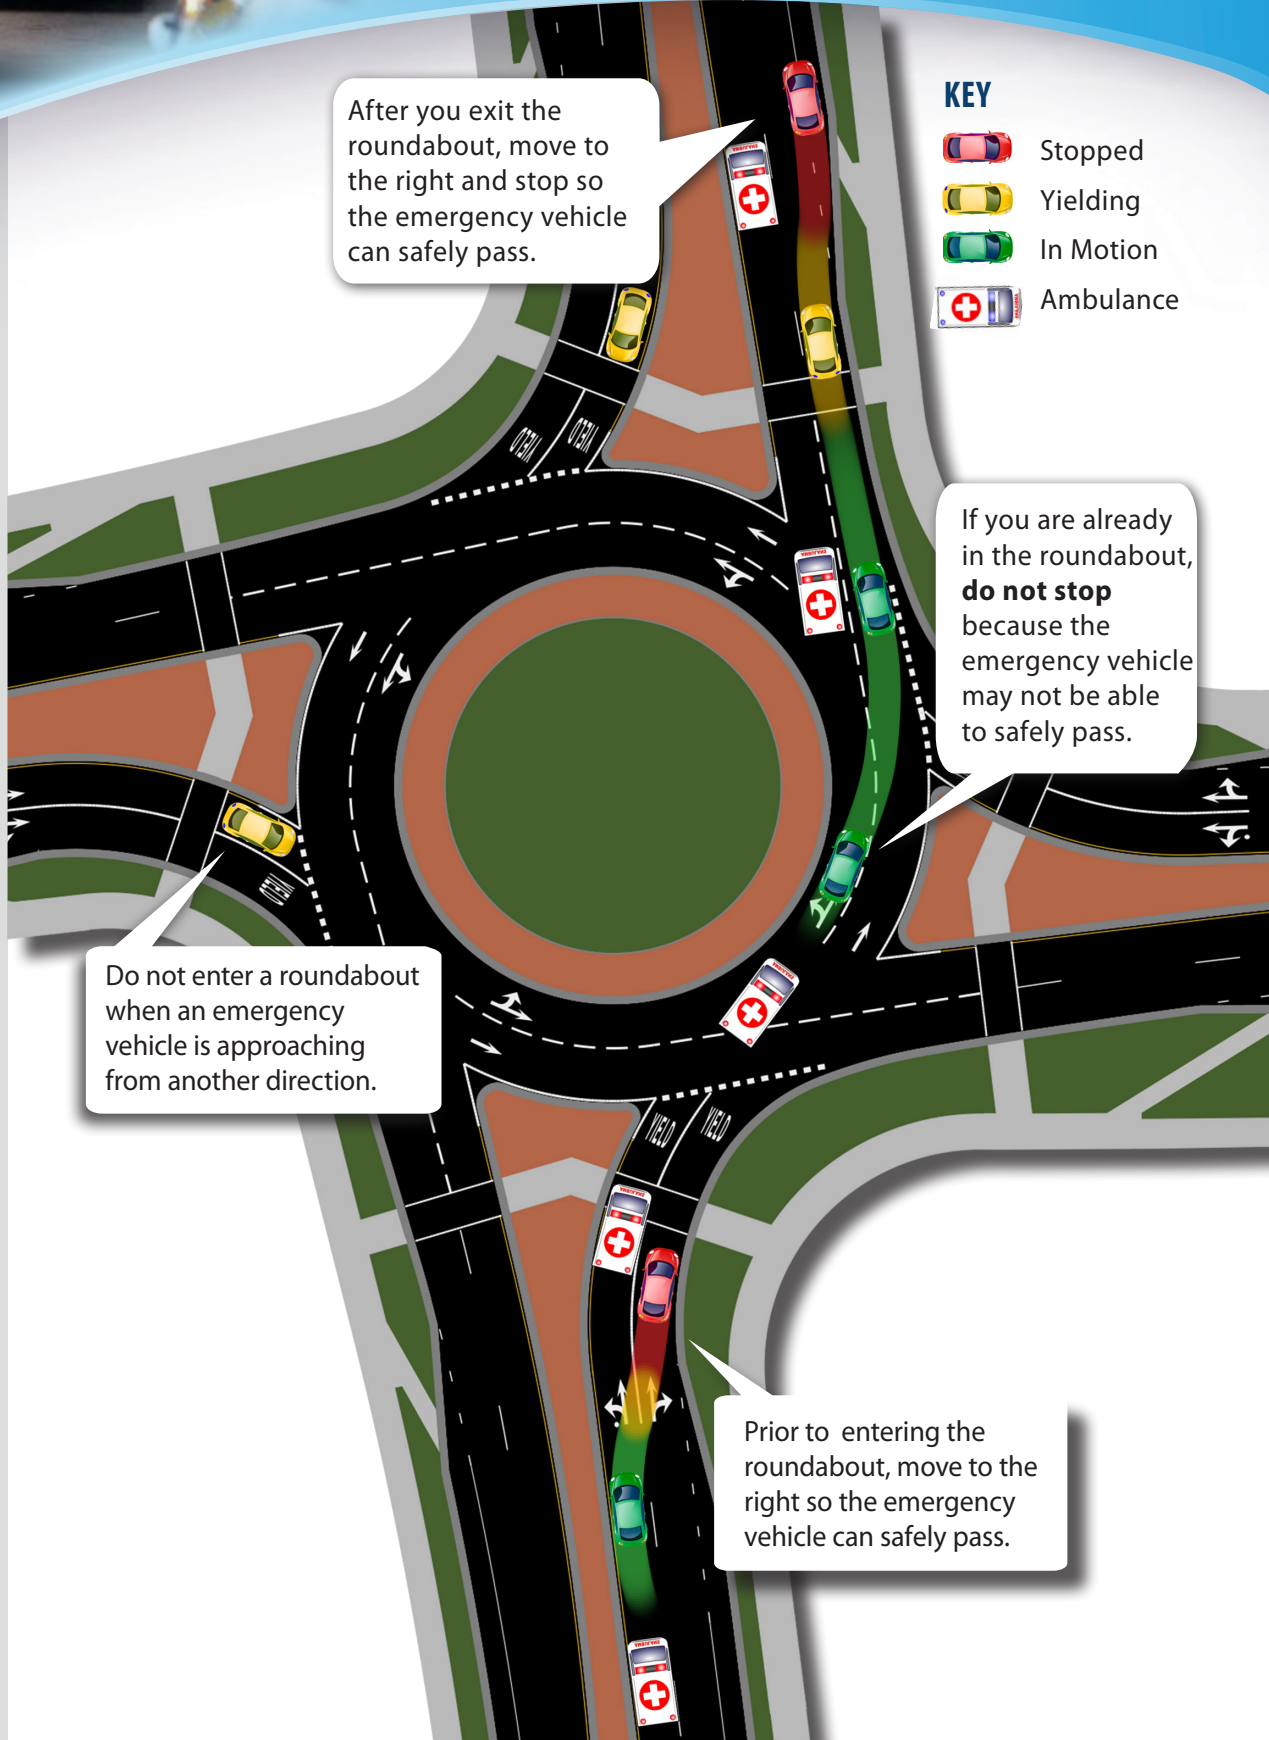 After you exit the
roundabout, move to
the right and stop so
the emergency vehicle
can safely pass.
KEY
Stopped
Yielding
In Motion
Ambulance
YIELD
YIELD
If you are already
in the roundabout,
do not stop
because the
emergency vehicle
may not be able
to safely pass.
YIELD
Do not enter a roundabout
when an emergency
vehicle is approaching
from another direction.
YIELD
YIELD
Prior to entering the
roundabout, move to the
right so the emergency
vehicle can safely pass.